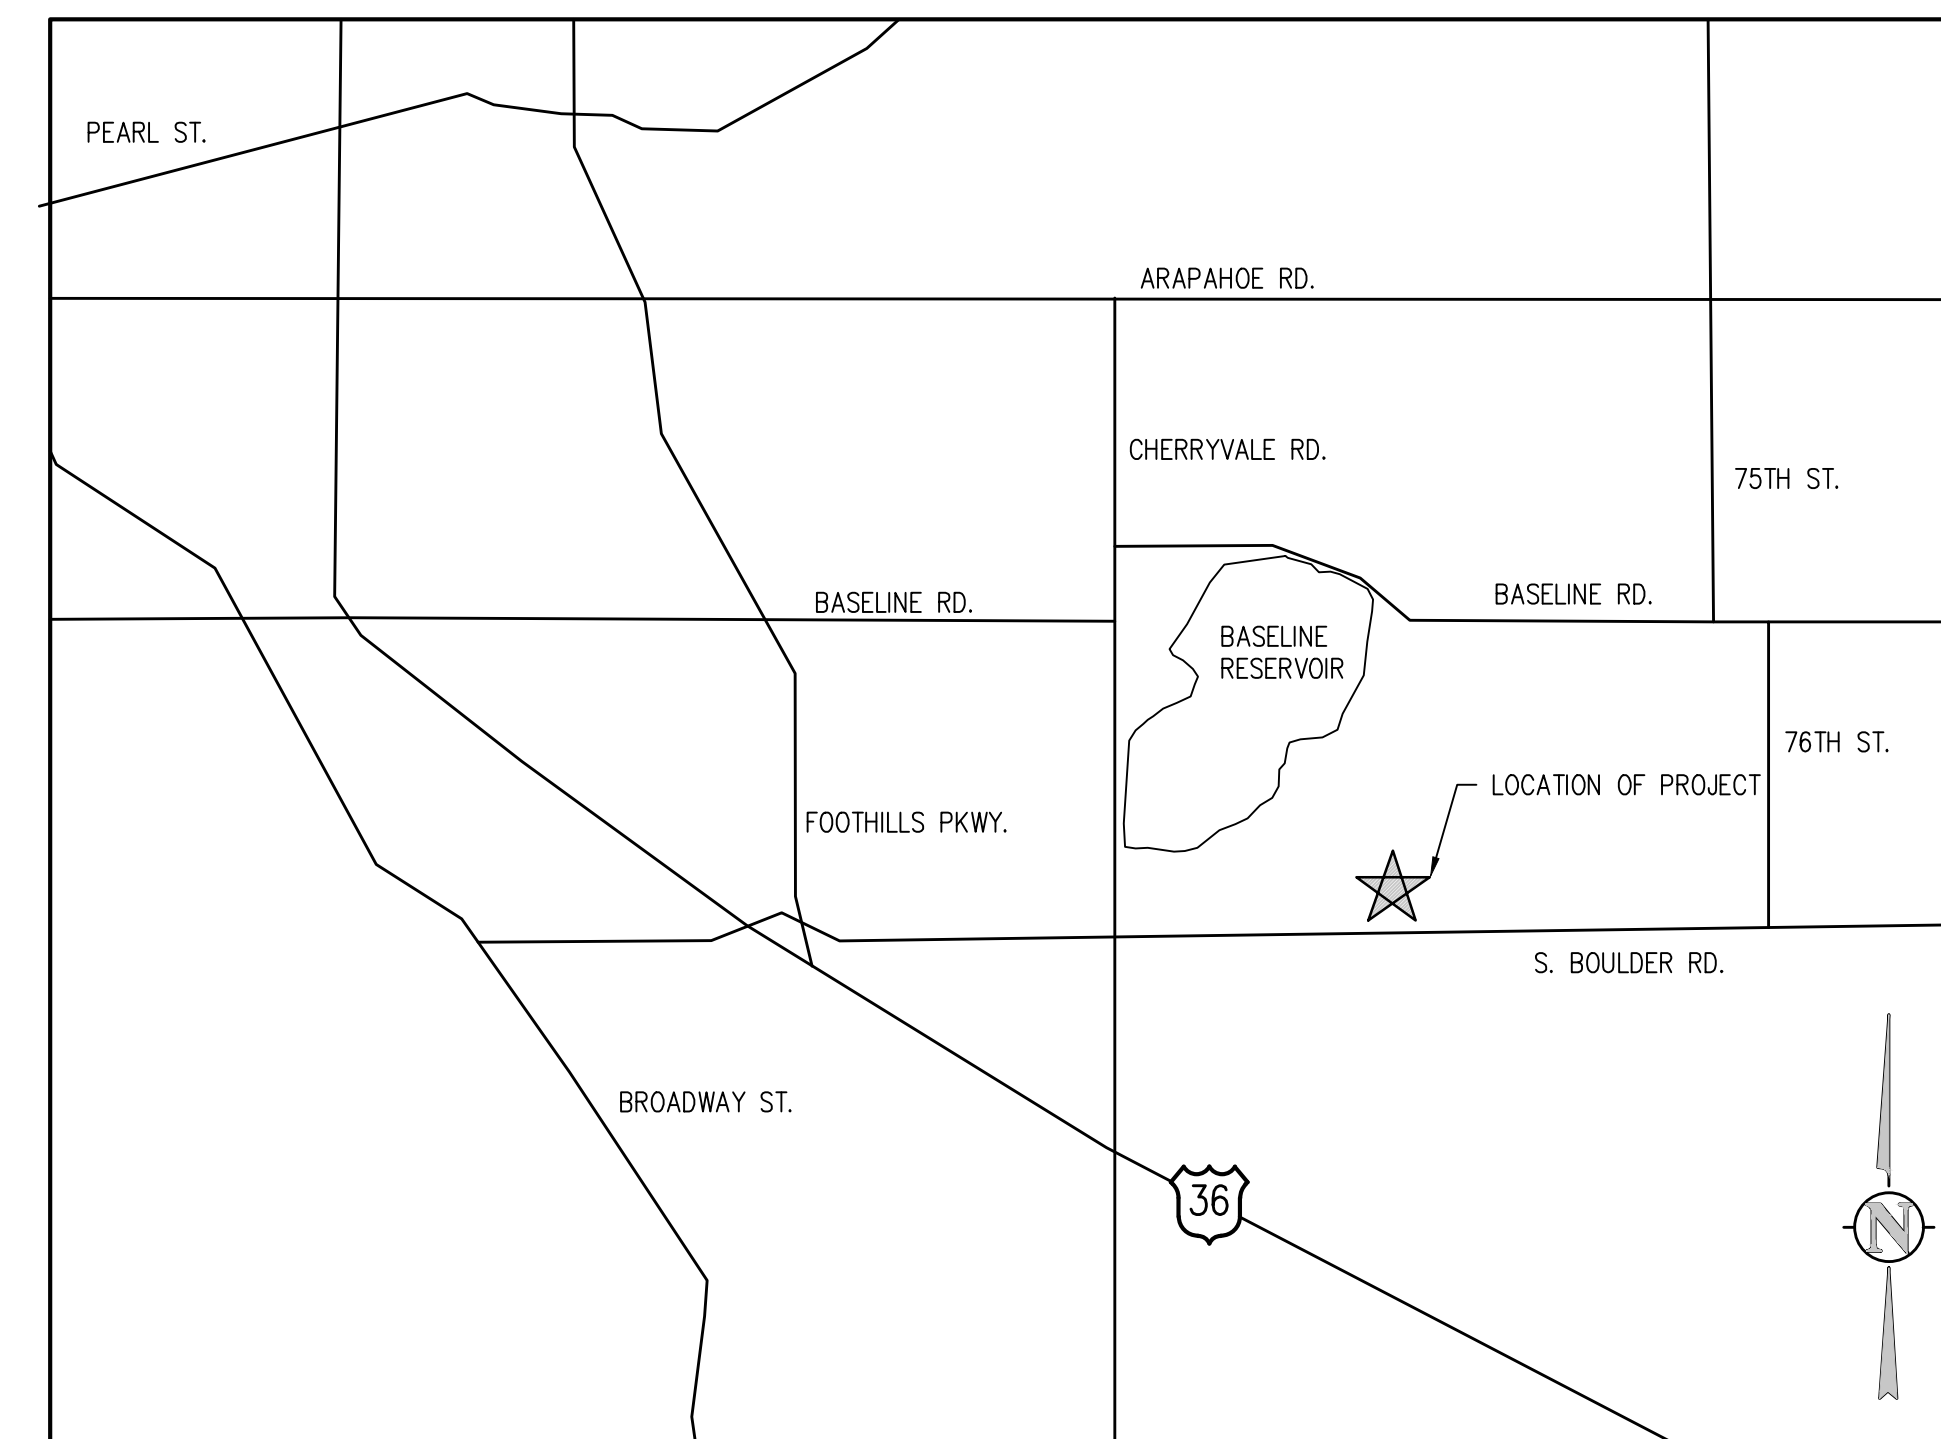 PEARL ST.
ARAPAHOE RD.
CHERRYVALE RD.
75TH ST.
BASELINE RD.
BASELINE RD.
BASELINE
RESERVOIR
76TH ST.
LOCATION OF PROJECT
FOOTHILLS PKWY.
S. BOULDER RD.
BROADWAY ST.
36
N